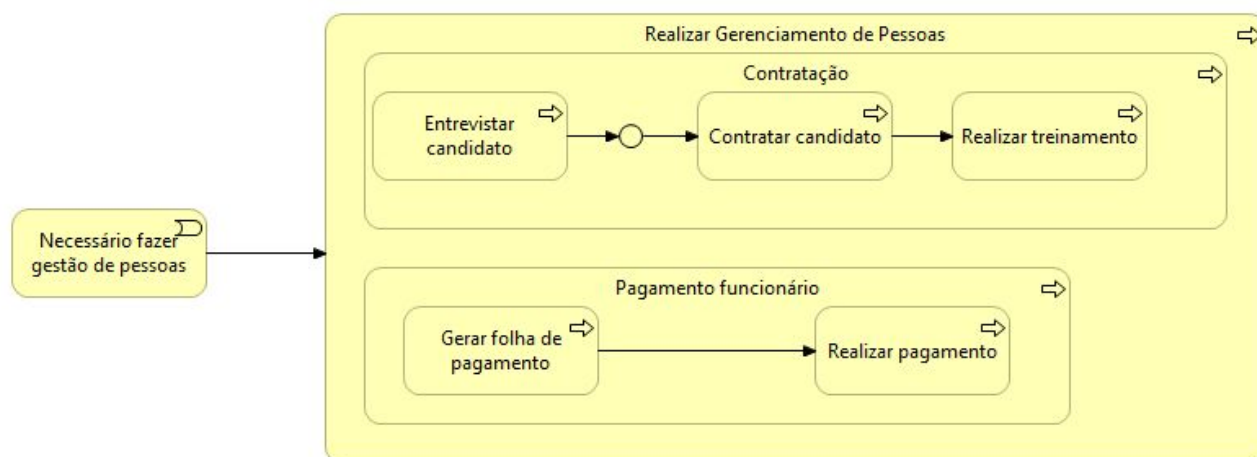 Realizar Gerenciamento de Pessoas
Contratação
Entrevistar
candidato
Contratar candidato
Realizar treinamento
Necessário fazer
gestão de pessoas
Pagamento funcionário
Gerar folha de
pagamento
Realizar pagamento